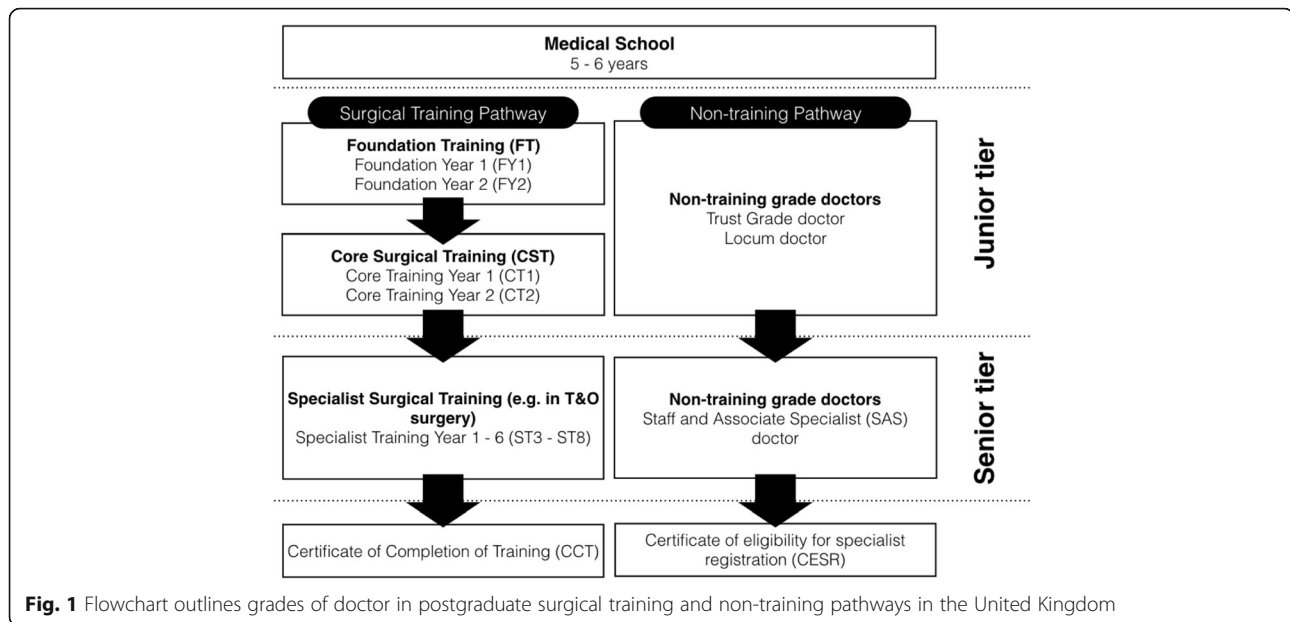 Medical School
5 - 6 years
Surgical Training Pathway
Foundation Training (FT)
Foundation Year 1 (FY1)
Foundation Year 2 (FY2)
Core Surgical Training (CST)
Core Training Year 1 (CT1)
Core Training Year 2 (CT2)
Non-training Pathway
Non-training grade doctors
Trust Grade doctor
Locum doctor
Junior tier
Specialist Surgical Training (e.g. in T&O
surgery)
Specialist Training Year 1 - 6 (ST3 - ST8)
Non-training grade doctors
Staff and Associate Specialist (SAS)
doctor
Senior tier
Certificate of Completion of Training (CCT)
Certificate of eligibility for specialist
registration (CESR)
Fig. 1 Flowchart outlines grades of doctor in postgraduate surgical training and non-training pathways in the United Kingdom